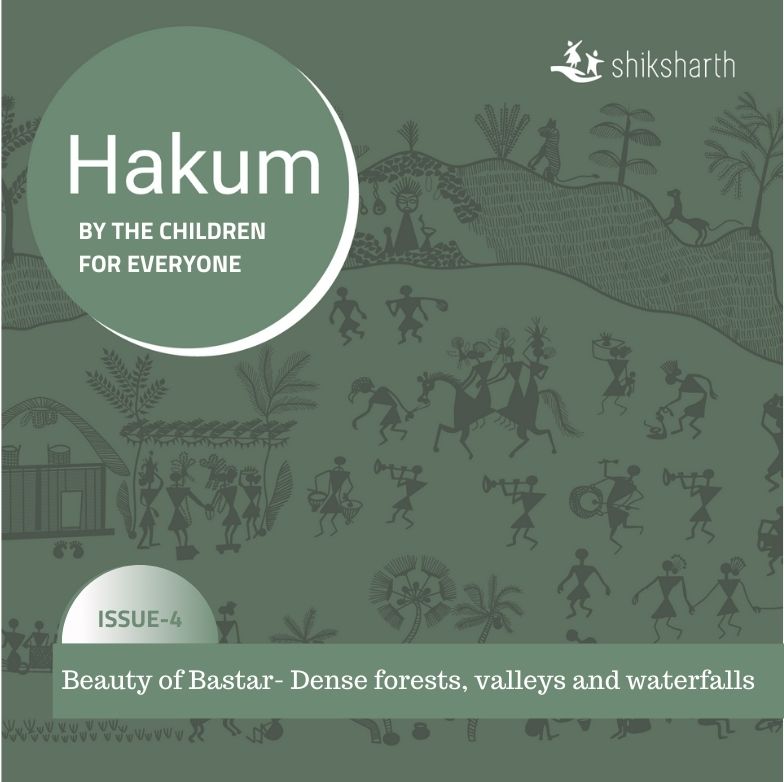 shiksharth
Hakum
BY THE CHILDREN
FOR EVERYONE
ISSUE-4
Beauty of Bastar- Dense forests, valleys and waterfalls